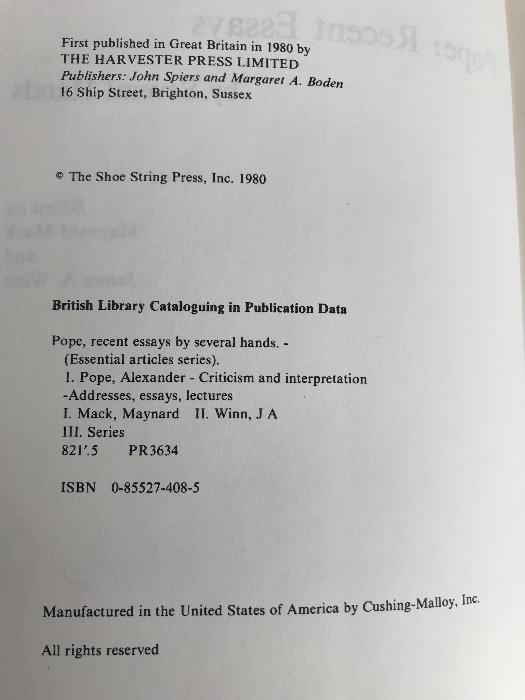 First published in Great Britain in 1980 by
THE HARVESTER PRESS LIMITED
Publishers: John Spiers and Margaret A. Boden
16 Ship Street, Brighton, Sussex
© The Shoe String Press, Inc. 1980
British Library Cataloguing in Publication Data
Pope, recent essays by several hands. -
(Essential articles series).
1. Pope, Alexander - Criticism and interpretation
-Addresses, essays, lectures
I. Mack, Maynard II. Winn, J A
III. Series
821'.5 PR3634
ISBN 0-85527-408-5
Manufactured in the United States of America by Cushing-Malloy, Inc.
All rights reserved